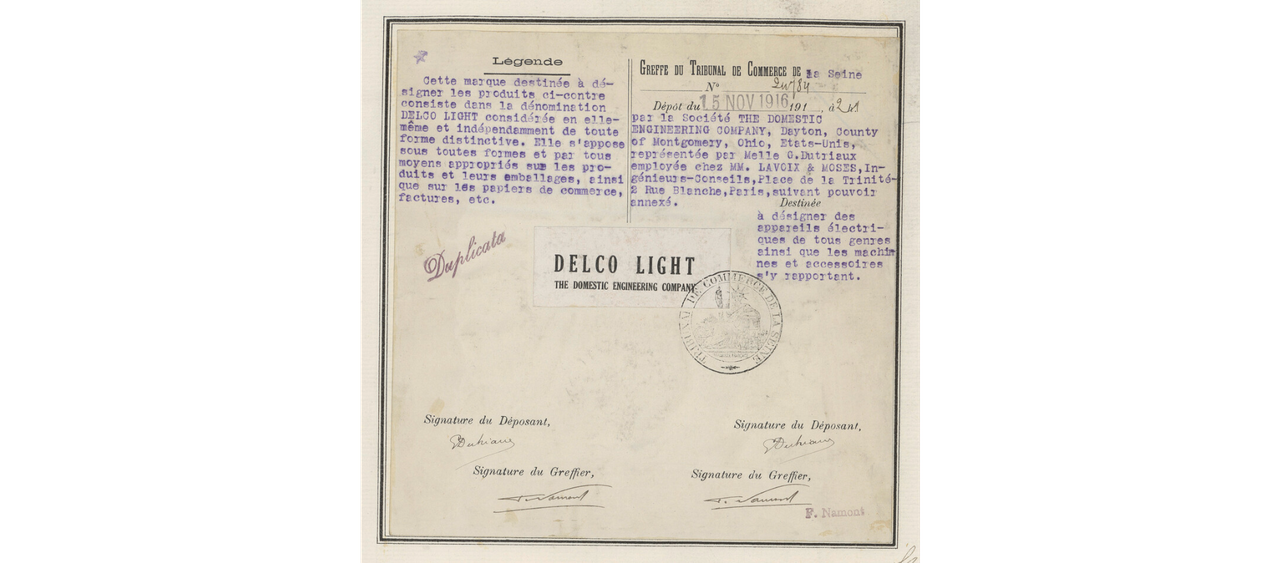 Légende
Cette marque destinée à dé-
signer les produits ci-contre
consiste dans la dénomination
DELCO LIGHT considérée en elle-
même et indépendamment de toute
forme distinctive. Elle s'appose
sous toutes formes et par tous
moyens appropriés sur les pro-
duits et leurs emballages, ainsi
que sur les papiers de commerce,
factures, etc.
GREFFE DU TRIBUNAL DE COMMERCE DE la Seine
N°
Dépôt du 15 NOV 1916 191 , à
par la Société THE DOMESTIC
ENGINEERING COMPANY, Dayton, County
of Montgomery, Ohio, Etats-Unis,
représentée par Melle G.Dutriaux
employée chez MM. LAVOIX & MOSES,In-
génieurs-Conseils,Place de la Trinité-
2 Rue Blanche,Paris,suivant pouvoir
annexé.
Destinée
à désigner des
appareils électri-
ques de tous genres
ainsi que les machi-
nes et accessoires
s'y rapportant.
Duplicata
DELCO LIGHT
THE DOMESTIC ENGINEERING COMPANY
TRIBUNAL DE COMMERCE DE LA SEINE
Signature du Déposant,
Signature du Déposant,
GDutriaux
GDutriaux
Signature du Greffier,
Signature du Greffier,
F. Namont
F. Namont
F. Namont